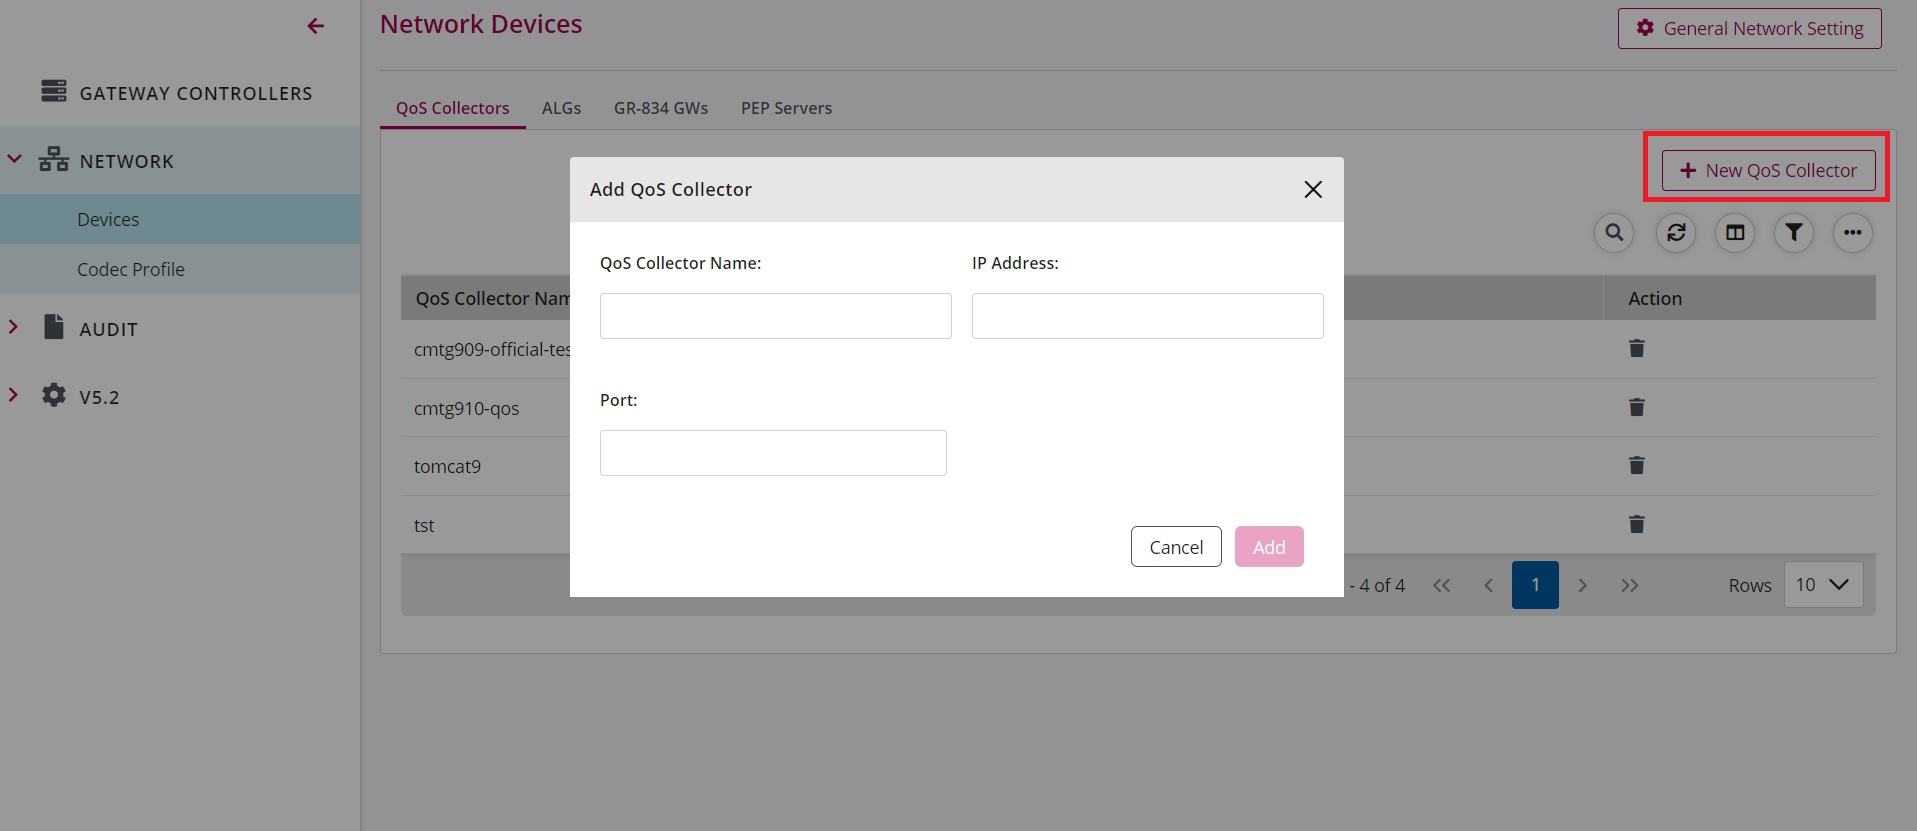 Network Devices
General Network Setting
GATEWAY CONTROLLERS
NETWORK
Devices
Codec Profile
AUDIT
V5.2
QoS Collectors ALGs GR-834 GWs PEP Servers
New QoS Collector
Add QoS Collector
QoS Collector Name: IP Address:
Port:
Cancel Add
QoS Collector Nam Action
cmtg909-official-tes
cmtg910-qos
tomcat9
tst
- 4 of 4 1 Rows 10